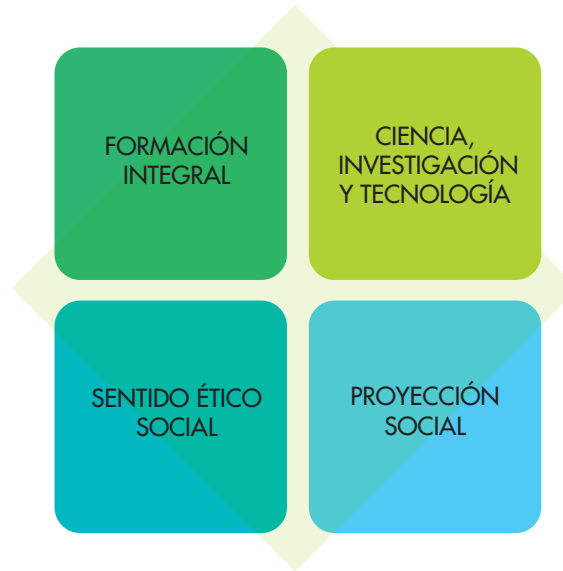 FORMACIÓN
INTEGRAL
CIENCIA,
INVESTIGACIÓN
Y TECNOLOGÍA
SENTIDO ÉTICO
SOCIAL
PROYECCIÓN
SOCIAL